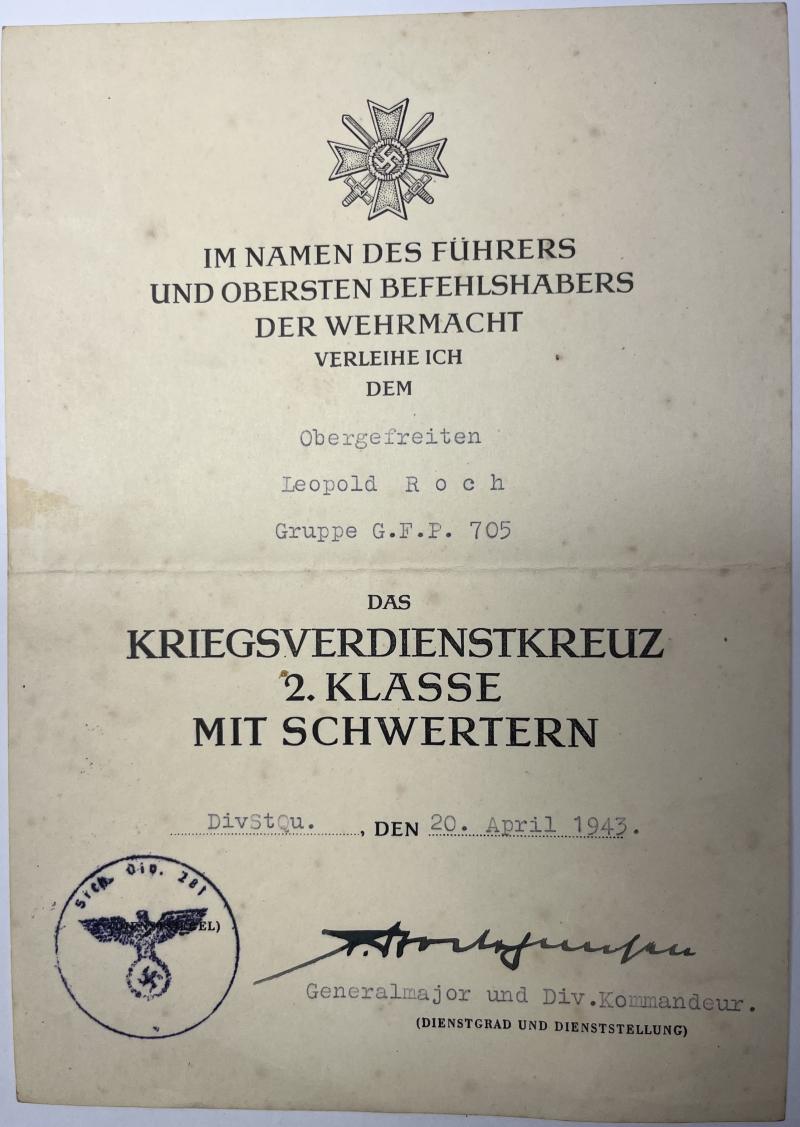 IM NAMEN DES FÜHRERS
UND OBERSTEN BEFEHLSHABERS
DER WEHRMACHT
VERLEIHE ICH
DEM
Obergefreiten
Leopold R o c h
Gruppe G.F.P. 705
DAS
KRIEGSVERDIENSTKREUZ
2. KLASSE
MIT SCHWERTERN
DivStQu. , DEN 20. April 1943.
Sich. Div. 281
Generalmajor und Div.Kommandeur.
(DIENSTGRAD UND DIENSTSTELLUNG)